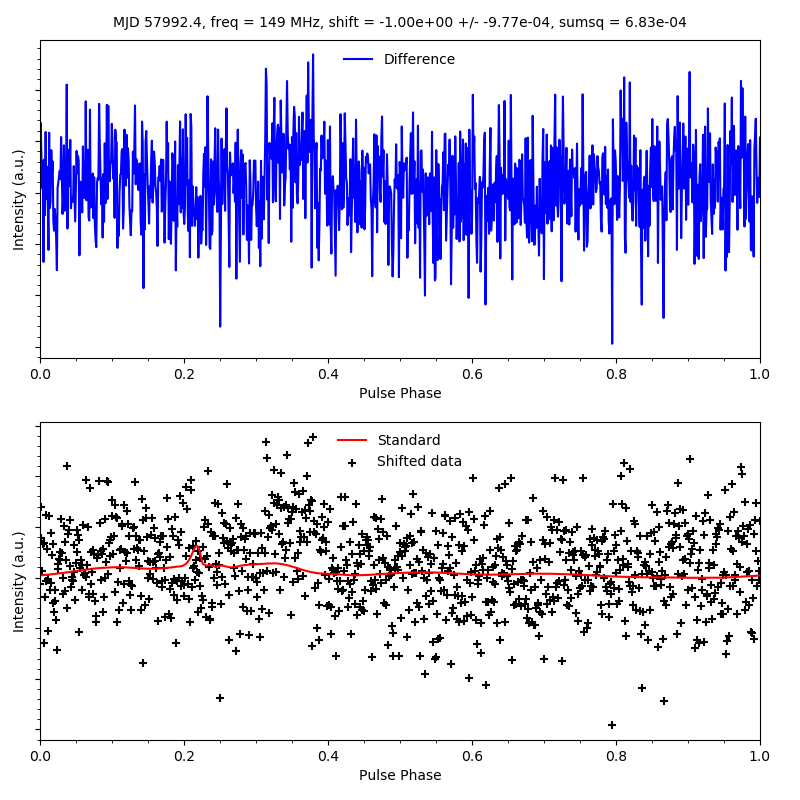 MJD 57992.4, freq = 149 MHz, shift = -1.00e+00 +/- -9.77e-04, sumsq = 6.83e-04
Difference
Intensity (a.u.)
0.0 0.2 0.4 0.6 0.8 1.0
Pulse Phase
Standard
Shifted data
Intensity (a.u.)
0.0 0.2 0.4 0.6 0.8 1.0
Pulse Phase